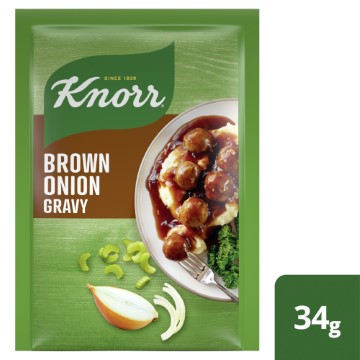 SINCE 1838
Knorr
BROWN
ONION
GRAVY
34g